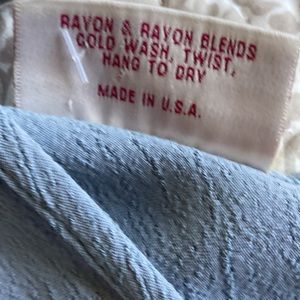 RAYON & RAYON BLENDS
COLD WASH, TWIST,
HANG TO DRY
MADE IN U.S.A.